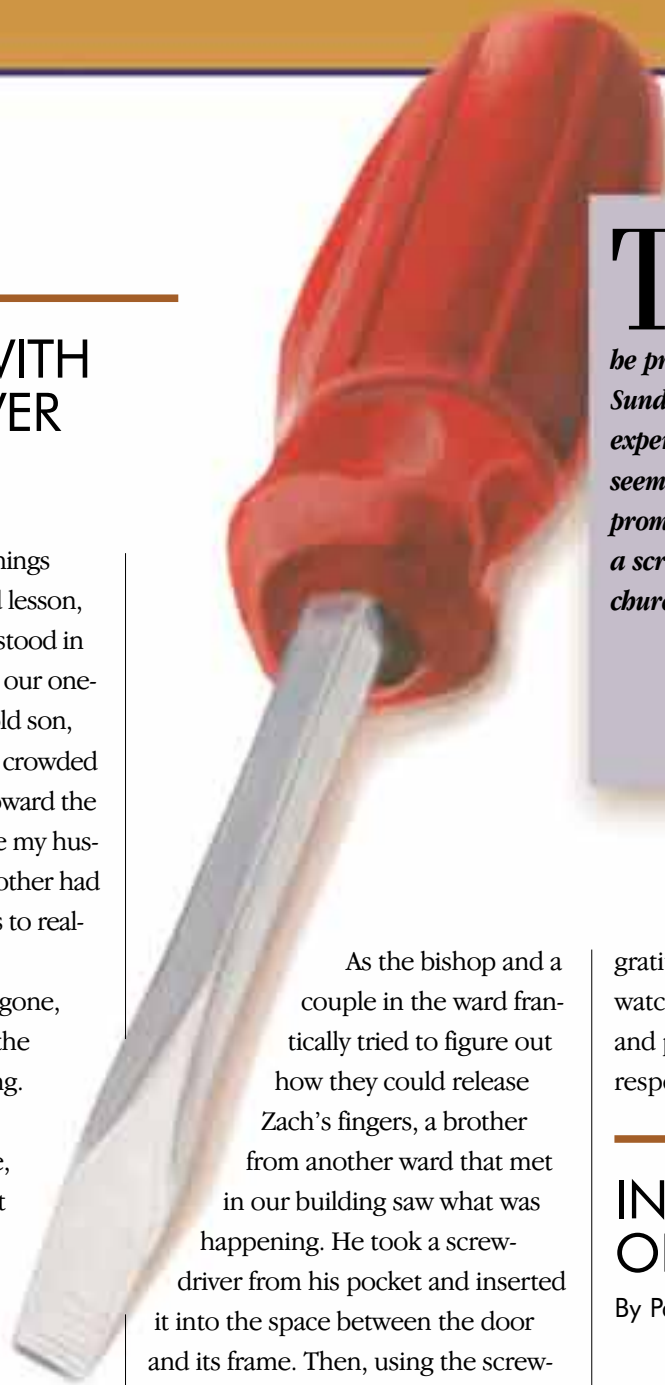 WITH
VER
hings
lesson,
stood in
our one-
old son,
crowded
oward the
e my hus-
other had
s to real-
gone,
the
ng.
e,
t
As the bishop and a
couple in the ward fran-
tically tried to figure out
how they could release
Zach's fingers, a brother
from another ward that met
in our building saw what was
happening. He took a screw-
driver from his pocket and inserted
it into the space between the door
and its frame. Then, using the screw-
The pr
Sund
exper
seem
prom
a scr
churc
grati
watc
and p
respo
IN
O
By Pa